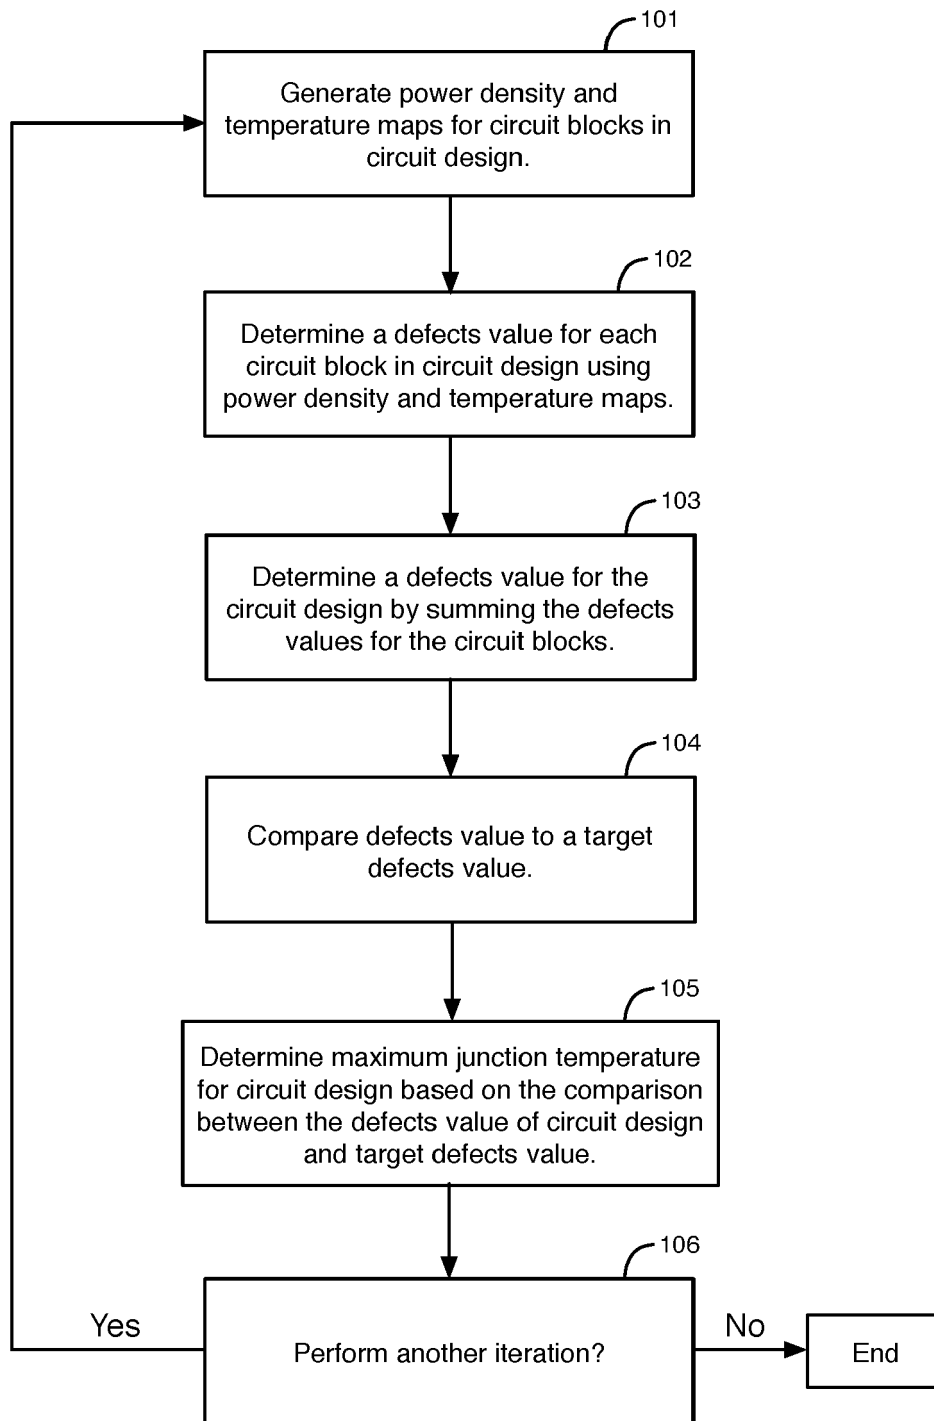 101
Generate power density and
temperature maps for circuit blocks in
circuit design.
102
Determine a defects value for each
circuit block in circuit design using
power density and temperature maps.
103
Determine a defects value for the
circuit design by summing the defects
values for the circuit blocks.
104
Compare defects value to a target
defects value.
105
Determine maximum junction temperature
for circuit design based on the comparison
between the defects value of circuit design
and target defects value.
106
Yes
Perform another iteration?
No
End